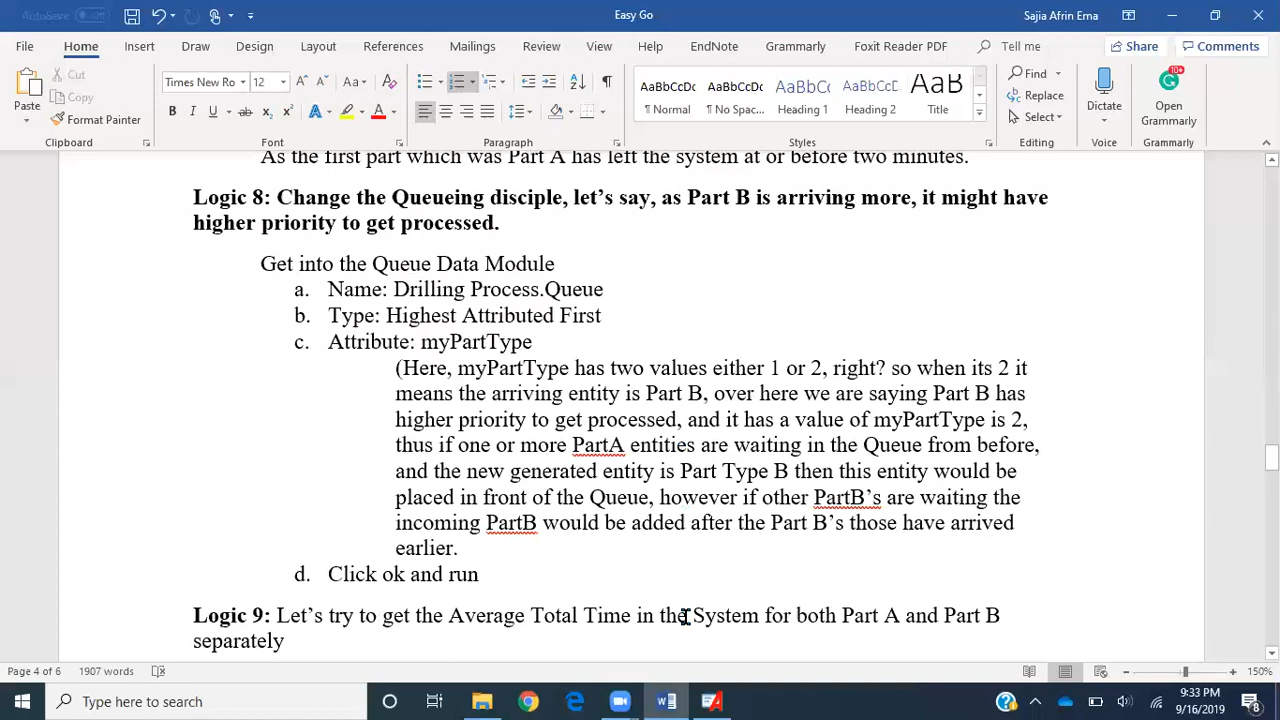 AutoSave Off Easy Go Sajia Afrin Ema
File Home Insert Draw Design Layout References Mailings Review View Help EndNote Grammarly Foxit Reader PDF Tell me Share Comments
Paste Cut Copy Format Painter
Times New Ro 12
AaBbCcDc AaBbCcDc AaBbCc AaBbCcD AaB
¶ Normal ¶ No Spac... Heading 1 Heading 2 Title
Find Replace Select
Dictate
Open Grammarly
Clipboard Font Paragraph Styles Editing Voice Grammarly
As the first part which was Part A has left the system at or before two minutes.
Logic 8: Change the Queueing disciple, let’s say, as Part B is arriving more, it might have
higher priority to get processed.
Get into the Queue Data Module
a. Name: Drilling Process.Queue
b. Type: Highest Attributed First
c. Attribute: myPartType
(Here, myPartType has two values either 1 or 2, right? so when its 2 it
means the arriving entity is Part B, over here we are saying Part B has
higher priority to get processed, and it has a value of myPartType is 2,
thus if one or more PartA entities are waiting in the Queue from before,
and the new generated entity is Part Type B then this entity would be
placed in front of the Queue, however if other PartB’s are waiting the
incoming PartB would be added after the Part B’s those have arrived
earlier.
d. Click ok and run
Logic 9: Let’s try to get the Average Total Time in the System for both Part A and Part B
separately
Page 4 of 6 1907 words 150%
Type here to search
9:33 PM
9/16/2019
8